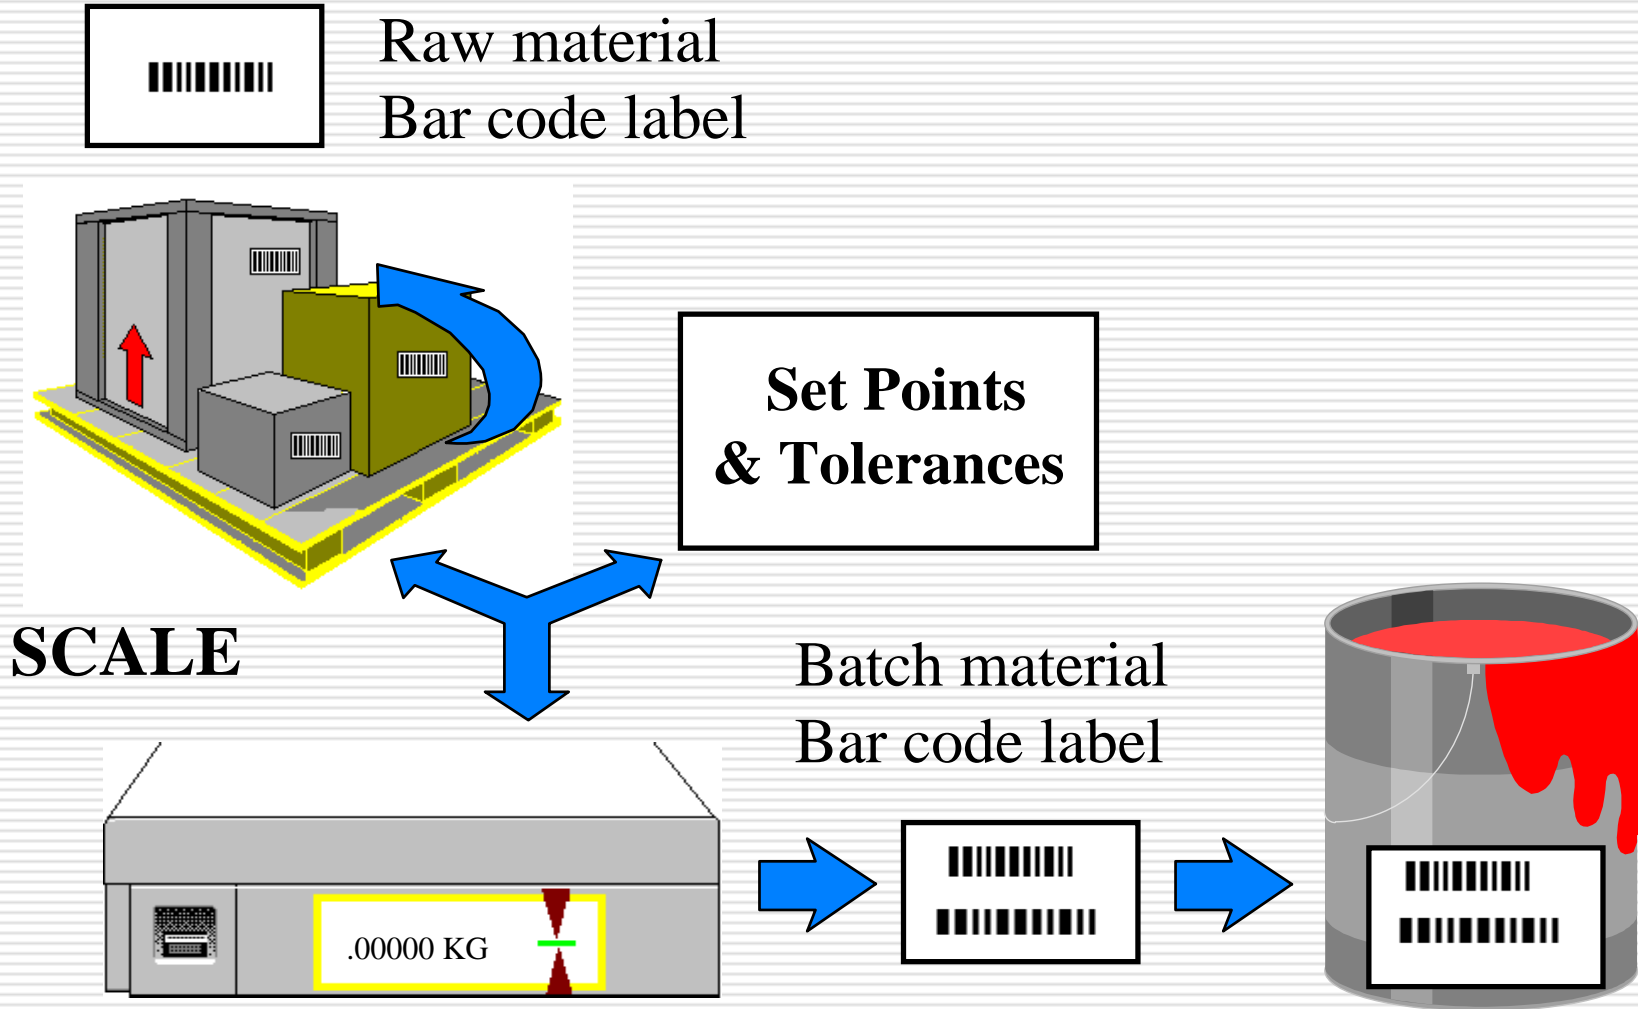 Raw material
Bar code label
Set Points
& Tolerances
SCALE
Batch material
Bar code label
.00000 KG